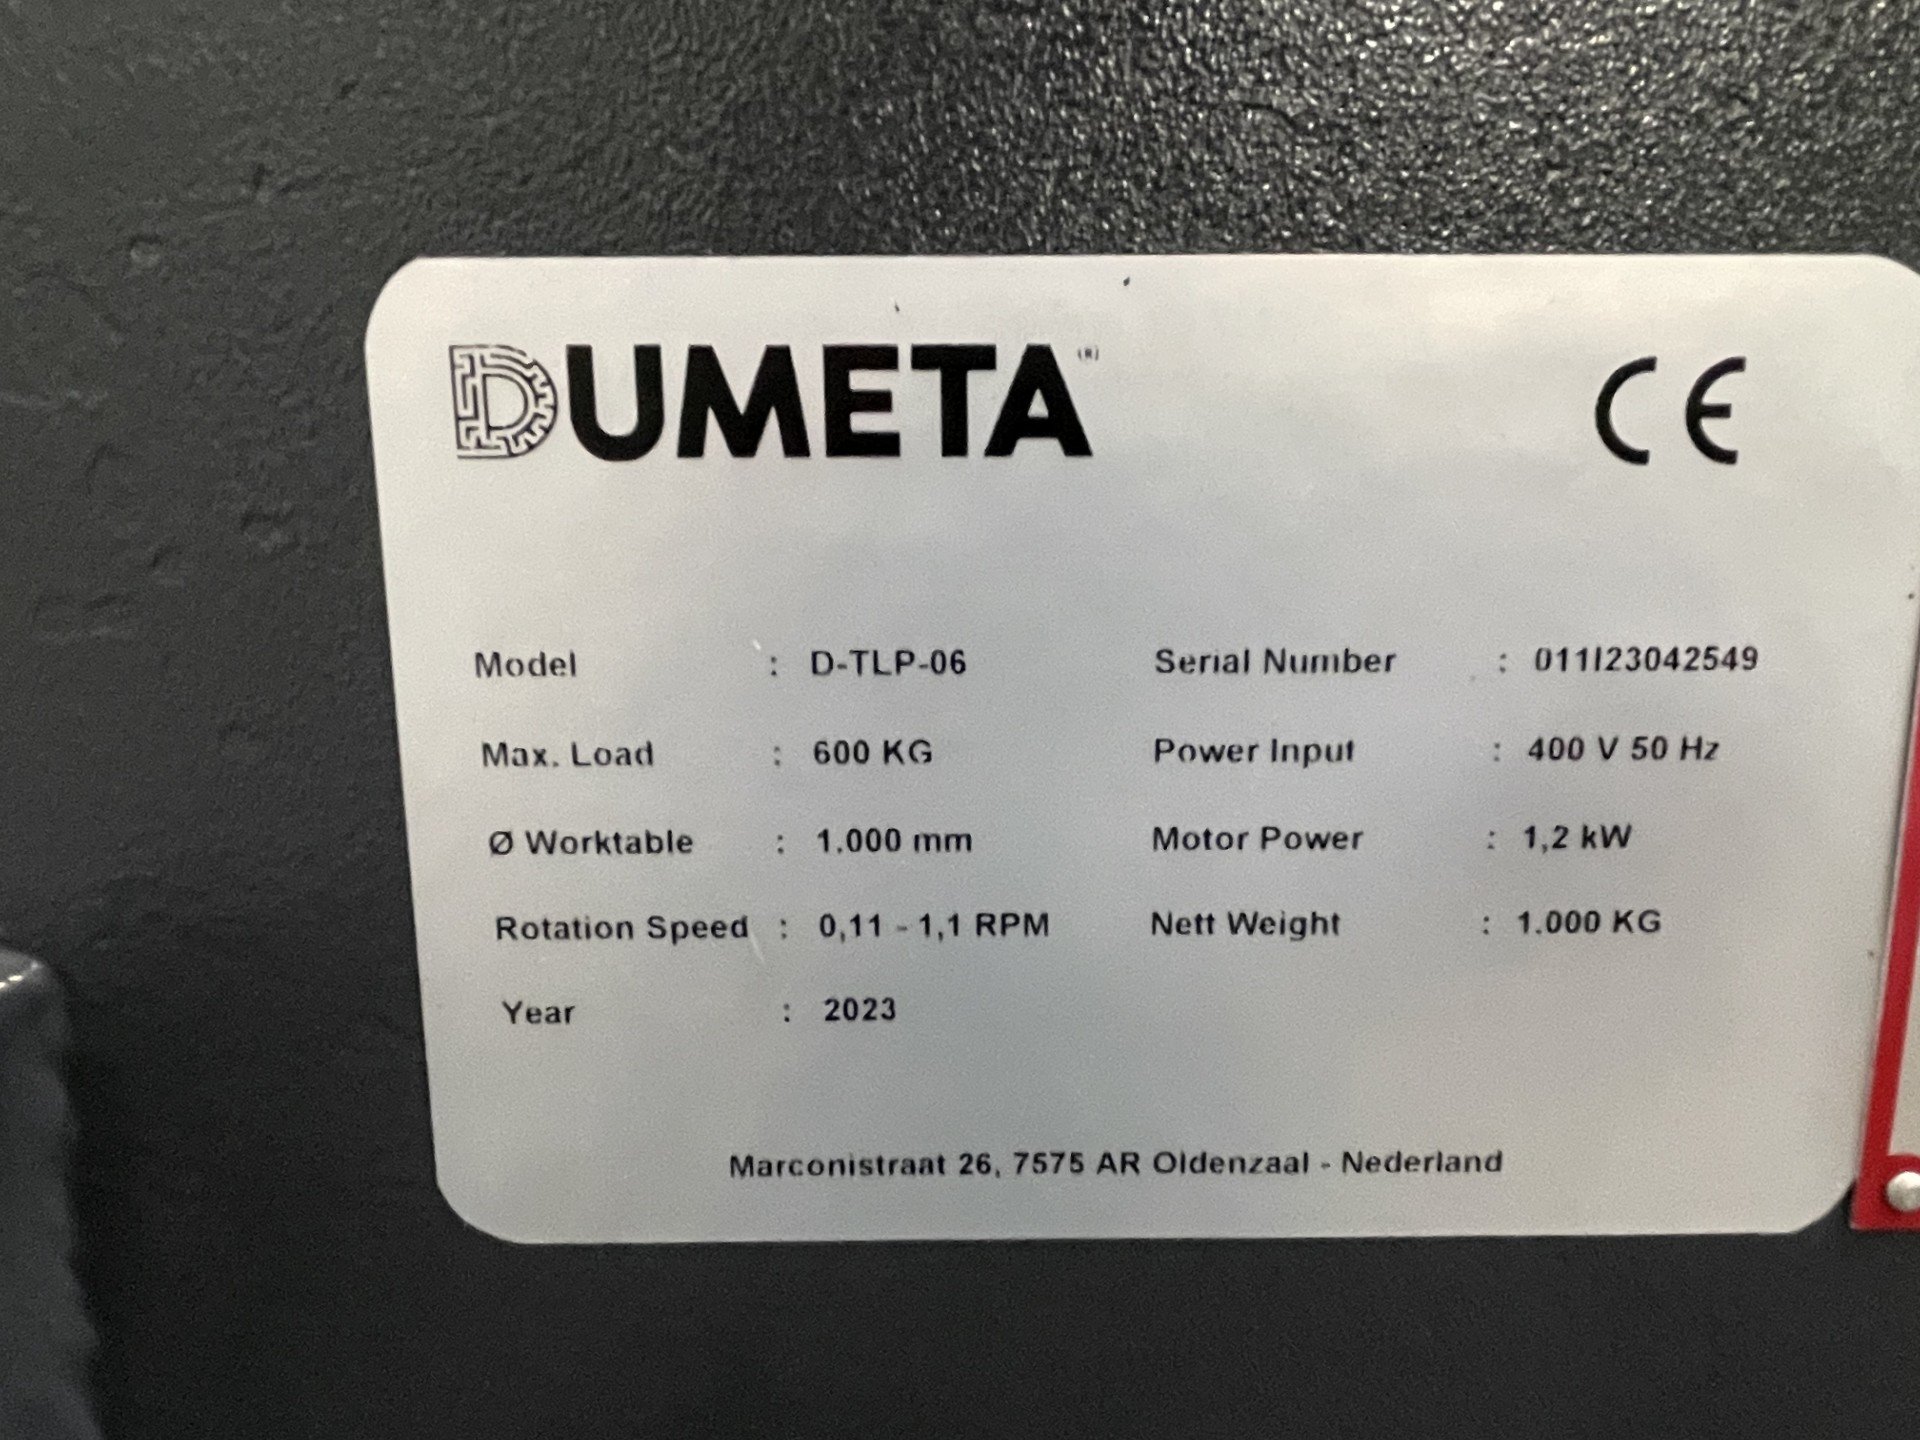 DUMETA (R)
CE
Model : D-TLP-06 Serial Number : 011I23042549
Max. Load : 600 KG Power Input : 400 V 50 Hz
Ø Worktable : 1.000 mm Motor Power : 1,2 kW
Rotation Speed : 0,11 - 1,1 RPM Nett Weight : 1.000 KG
Year : 2023
Marconistraat 26, 7575 AR Oldenzaal - Nederland